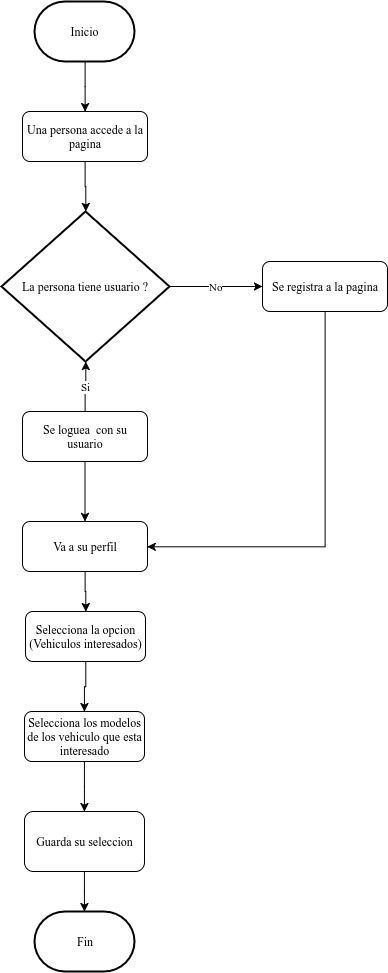 Inicio
Una persona accede a la
pagina
La persona tiene usuario ?
No
Se registra a la pagina
Si
Se loguea con su
usuario
Va a su perfil
Selecciona la opcion
(Vehiculos interesados)
Selecciona los modelos
de los vehiculo que esta
interesado
Guarda su seleccion
Fin